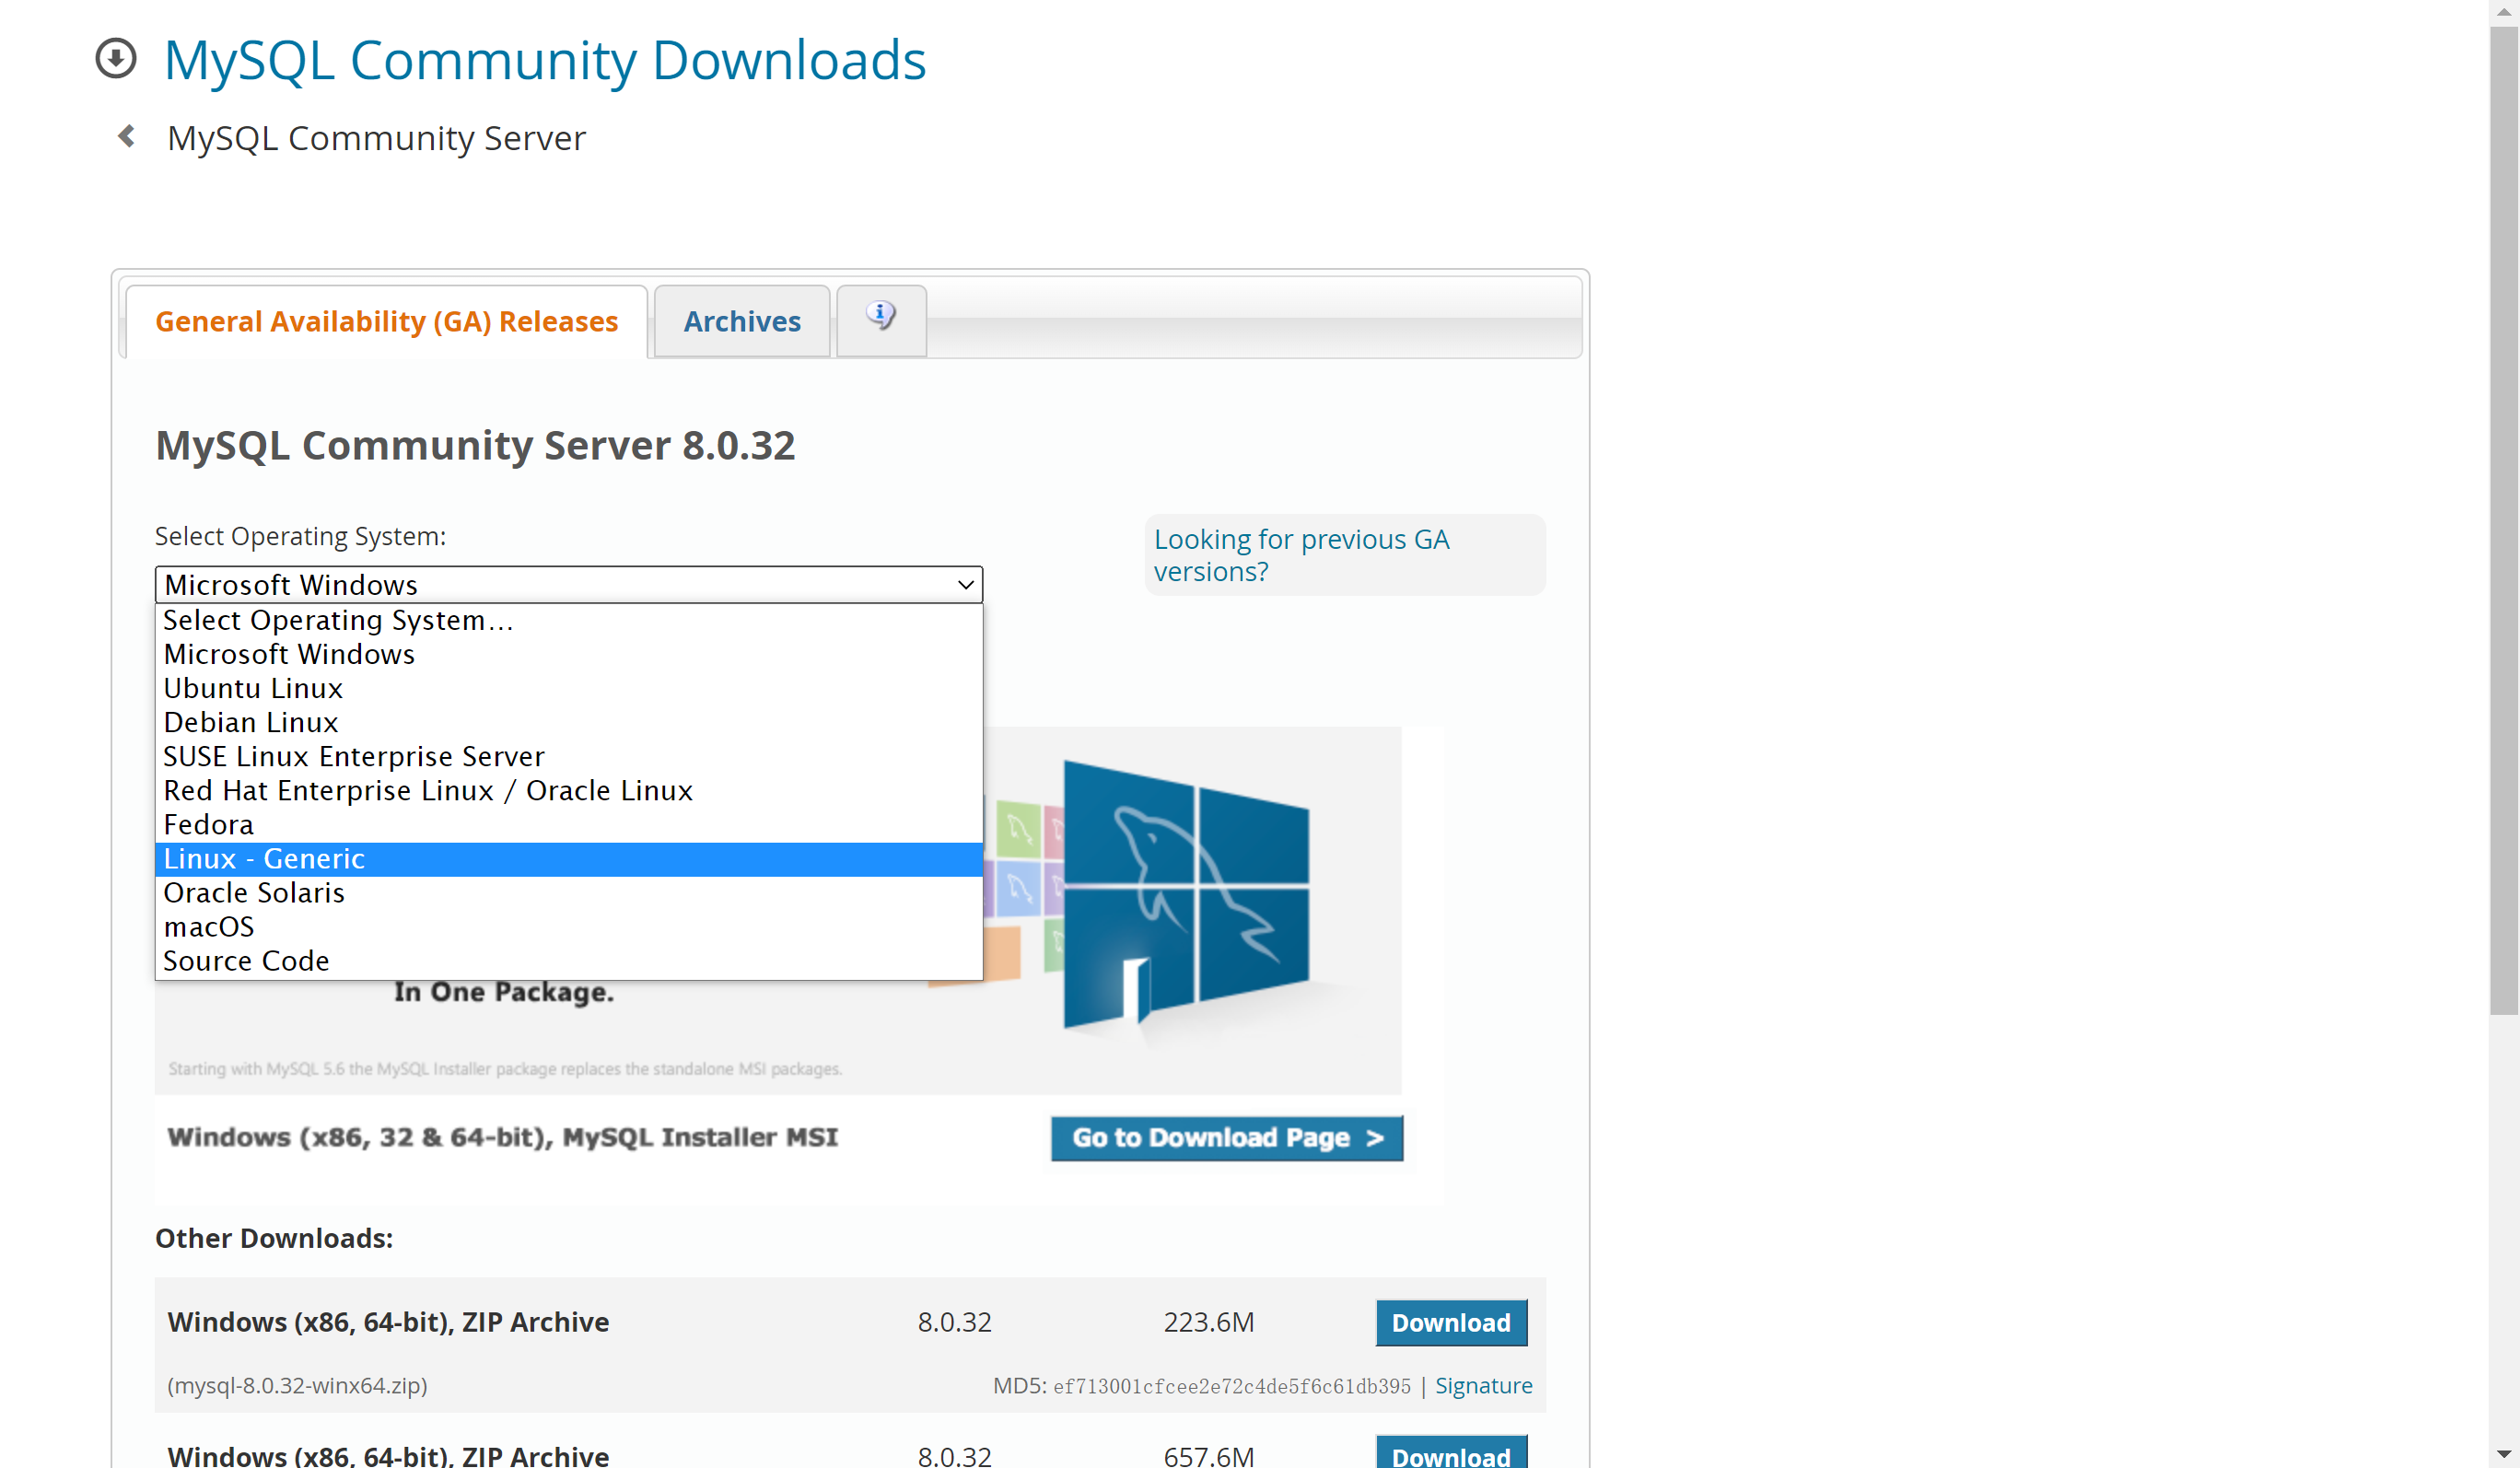 MySQL Community Downloads
MySQL Community Server
General Availability (GA) Releases
Archives
MySQL Community Server 8.0.32
Select Operating System:
Looking for previous GA
versions?
Microsoft Windows
Select Operating System…
Microsoft Windows
Ubuntu Linux
Debian Linux
SUSE Linux Enterprise Server
Red Hat Enterprise Linux / Oracle Linux
Fedora
Linux - Generic
Oracle Solaris
macOS
Source Code
In One Package.
Starting with MySQL 5.6 the MySQL Installer package replaces the standalone MSI packages.
Windows (x86, 32 & 64-bit), MySQL Installer MSI
Go to Download Page >
Other Downloads:
Windows (x86, 64-bit), ZIP Archive 8.0.32 223.6M Download
(mysql-8.0.32-winx64.zip) MD5: ef713001cfcee2e72c4de5f6c61db395 | Signature
Windows (x86, 64-bit), ZIP Archive 8.0.32 657.6M Download